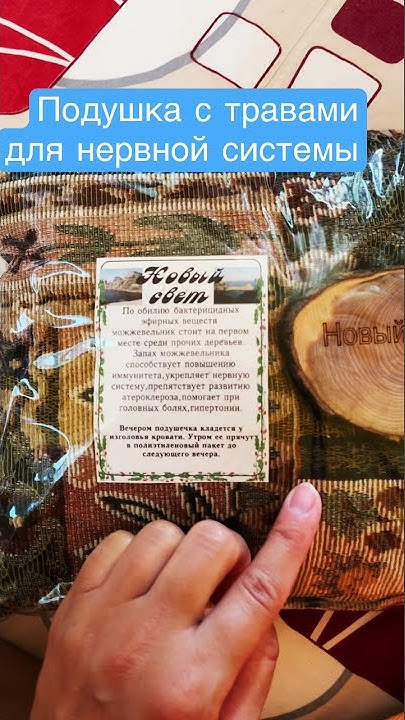 Подушка с травами
для нервной системы
Новый
свет
По обилию бактерицидных
эфирных веществ
можжевельник стоит на первом
месте среди прочих деревьев.
Запах можжевельника
способствует повышению
иммунитета,укрепляет нервную
систему,препятствует развитию
атероклероза,помогает при
головных болях,гипертонии.
Вечером подушечка кладется у
изголовья кровати. Утром ее прячут
в полиэтиленовый пакет до
следующего вечера.
Новый